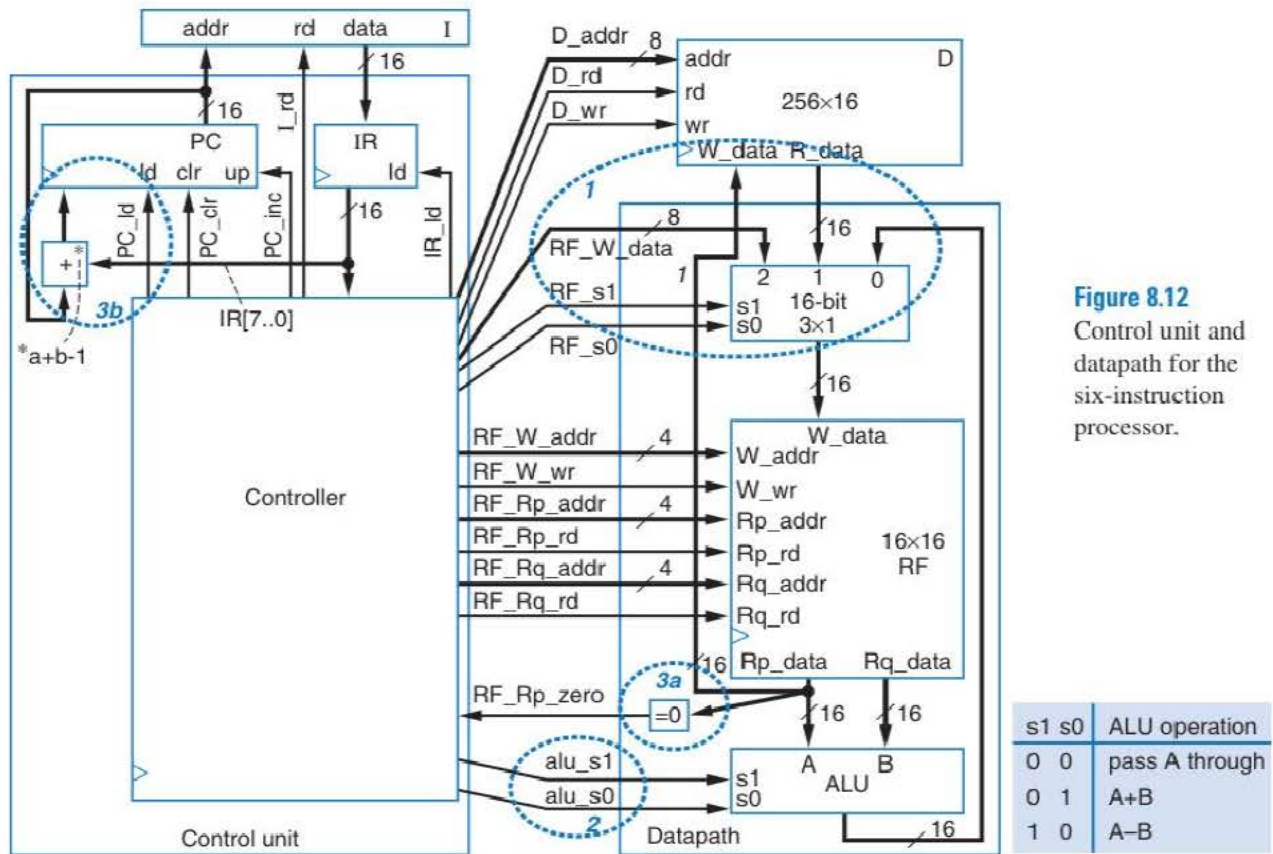 addr rd data I
16
16
I_rd
PC
ld clr up
IR
ld
16
PC_ld
PC_clr
PC_inc
IR_ld
+
*
3b
IR[7..0]
*a+b-1
Controller
Control unit
D_addr
8
D_rd
D_wr
addr
D
rd
256×16
wr
W_data R_data
1
8
16
RF_W_data
1
2 1 0
RF_s1
s1
16-bit
s0
3×1
RF_s0
16
W_data
RF_W_addr
4
W_addr
RF_W_wr
W_wr
RF_Rp_addr
4
Rp_addr
RF_Rp_rd
Rp_rd
16×16
RF
RF_Rq_addr
4
Rq_addr
RF_Rq_rd
Rq_rd
16
Rp_data Rq_data
3a
RF_Rp_zero
=0
16
16
alu_s1
s1
A B
ALU
alu_s0
s0
2
16
Datapath
Figure 8.12
Control unit and
datapath for the
six-instruction
processor.
s1 s0 ALU operation
0 0 pass A through
0 1 A+B
1 0 A–B